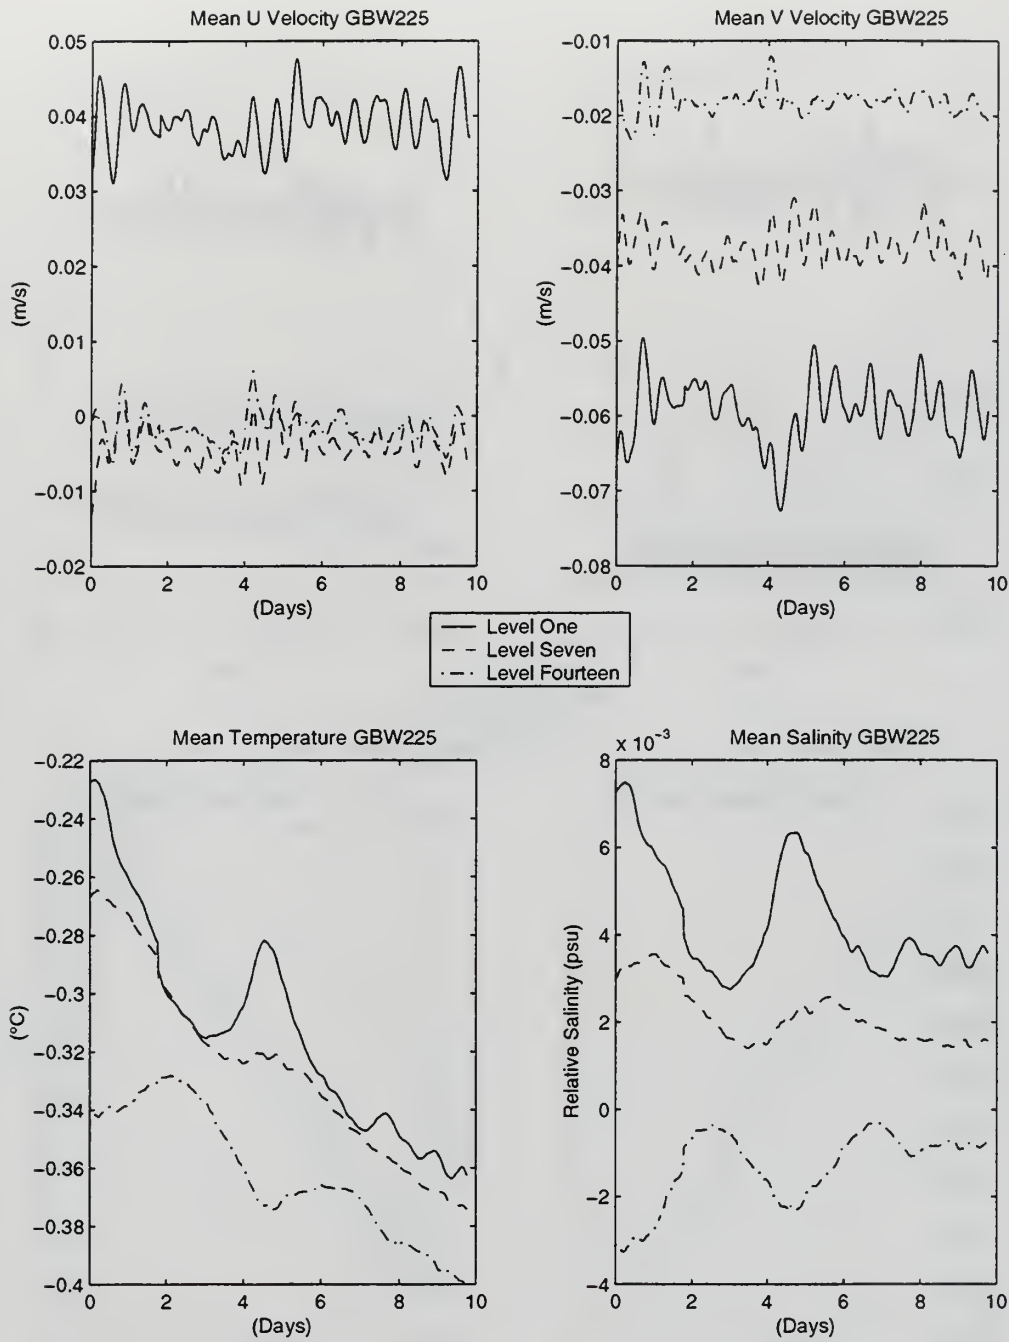 Mean U Velocity GBW225
0.05
0.04
0.03
0.02
0.01
0
−0.01
−0.02
(m/s)
0 2 4 6 8 10
(Days)
Mean V Velocity GBW225
−0.01
−0.02
−0.03
−0.04
−0.05
−0.06
−0.07
−0.08
(m/s)
0 2 4 6 8 10
(Days)
Level One
Level Seven
Level Fourteen
Mean Temperature GBW225
−0.22
−0.24
−0.26
−0.28
−0.3
−0.32
−0.34
−0.36
−0.38
−0.4
(°C)
0 2 4 6 8 10
(Days)
Mean Salinity GBW225
x 10⁻³
8
6
4
2
0
−2
−4
Relative Salinity (psu)
0 2 4 6 8 10
(Days)